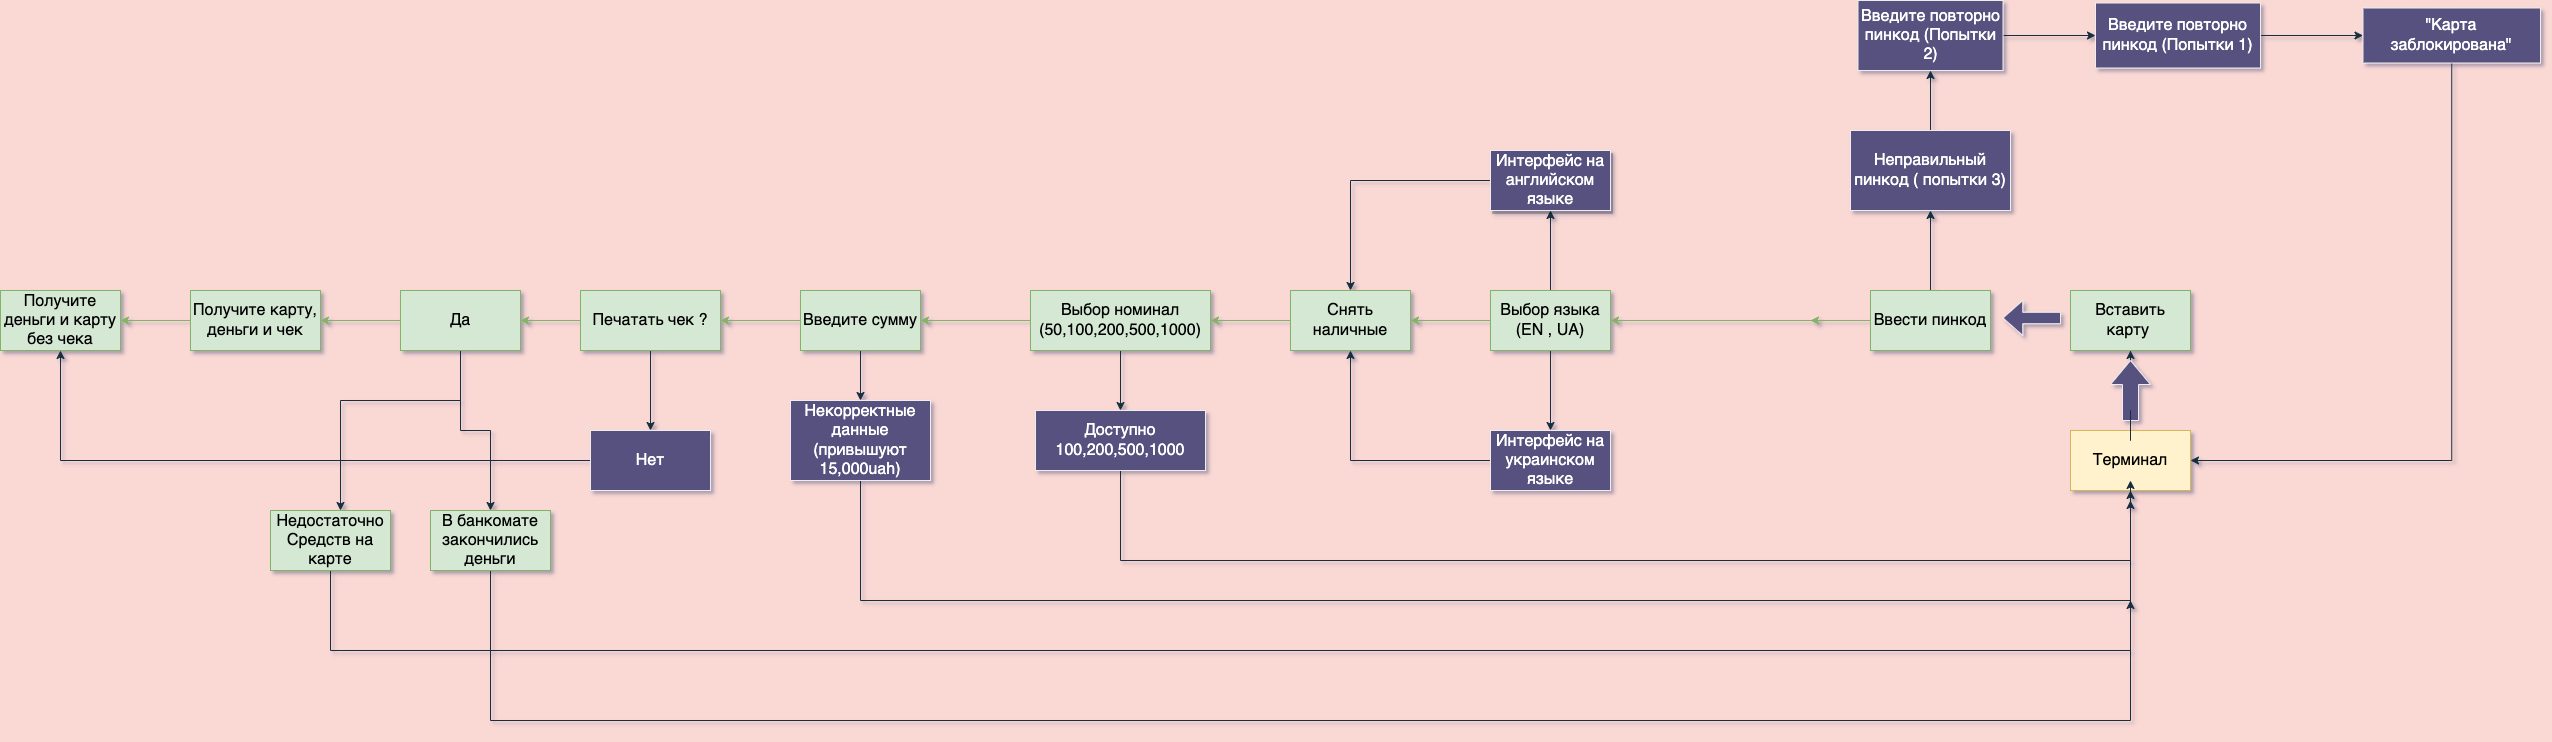 Введите повторно
пинкод (Попытки
2)
Введите повторно
пинкод (Попытки 1)
"Карта
заблокирована"
Неправильный
пинкод ( попытки 3)
Интерфейс на
английском
языке
Получите
деньги и карту
без чека
Получите карту,
деньги и чек
Да
Печатать чек ?
Введите сумму
Выбор номинал
(50,100,200,500,1000)
Снять
наличные
Выбор языка
(EN , UA)
Ввести пинкод
Вставить
карту
Некорректные
данные
(привышуют
15,000uah)
Доступно
100,200,500,1000
Нет
Интерфейс на
украинском
языке
Терминал
Недостаточно
Средств на
карте
В банкомате
закончились
деньги